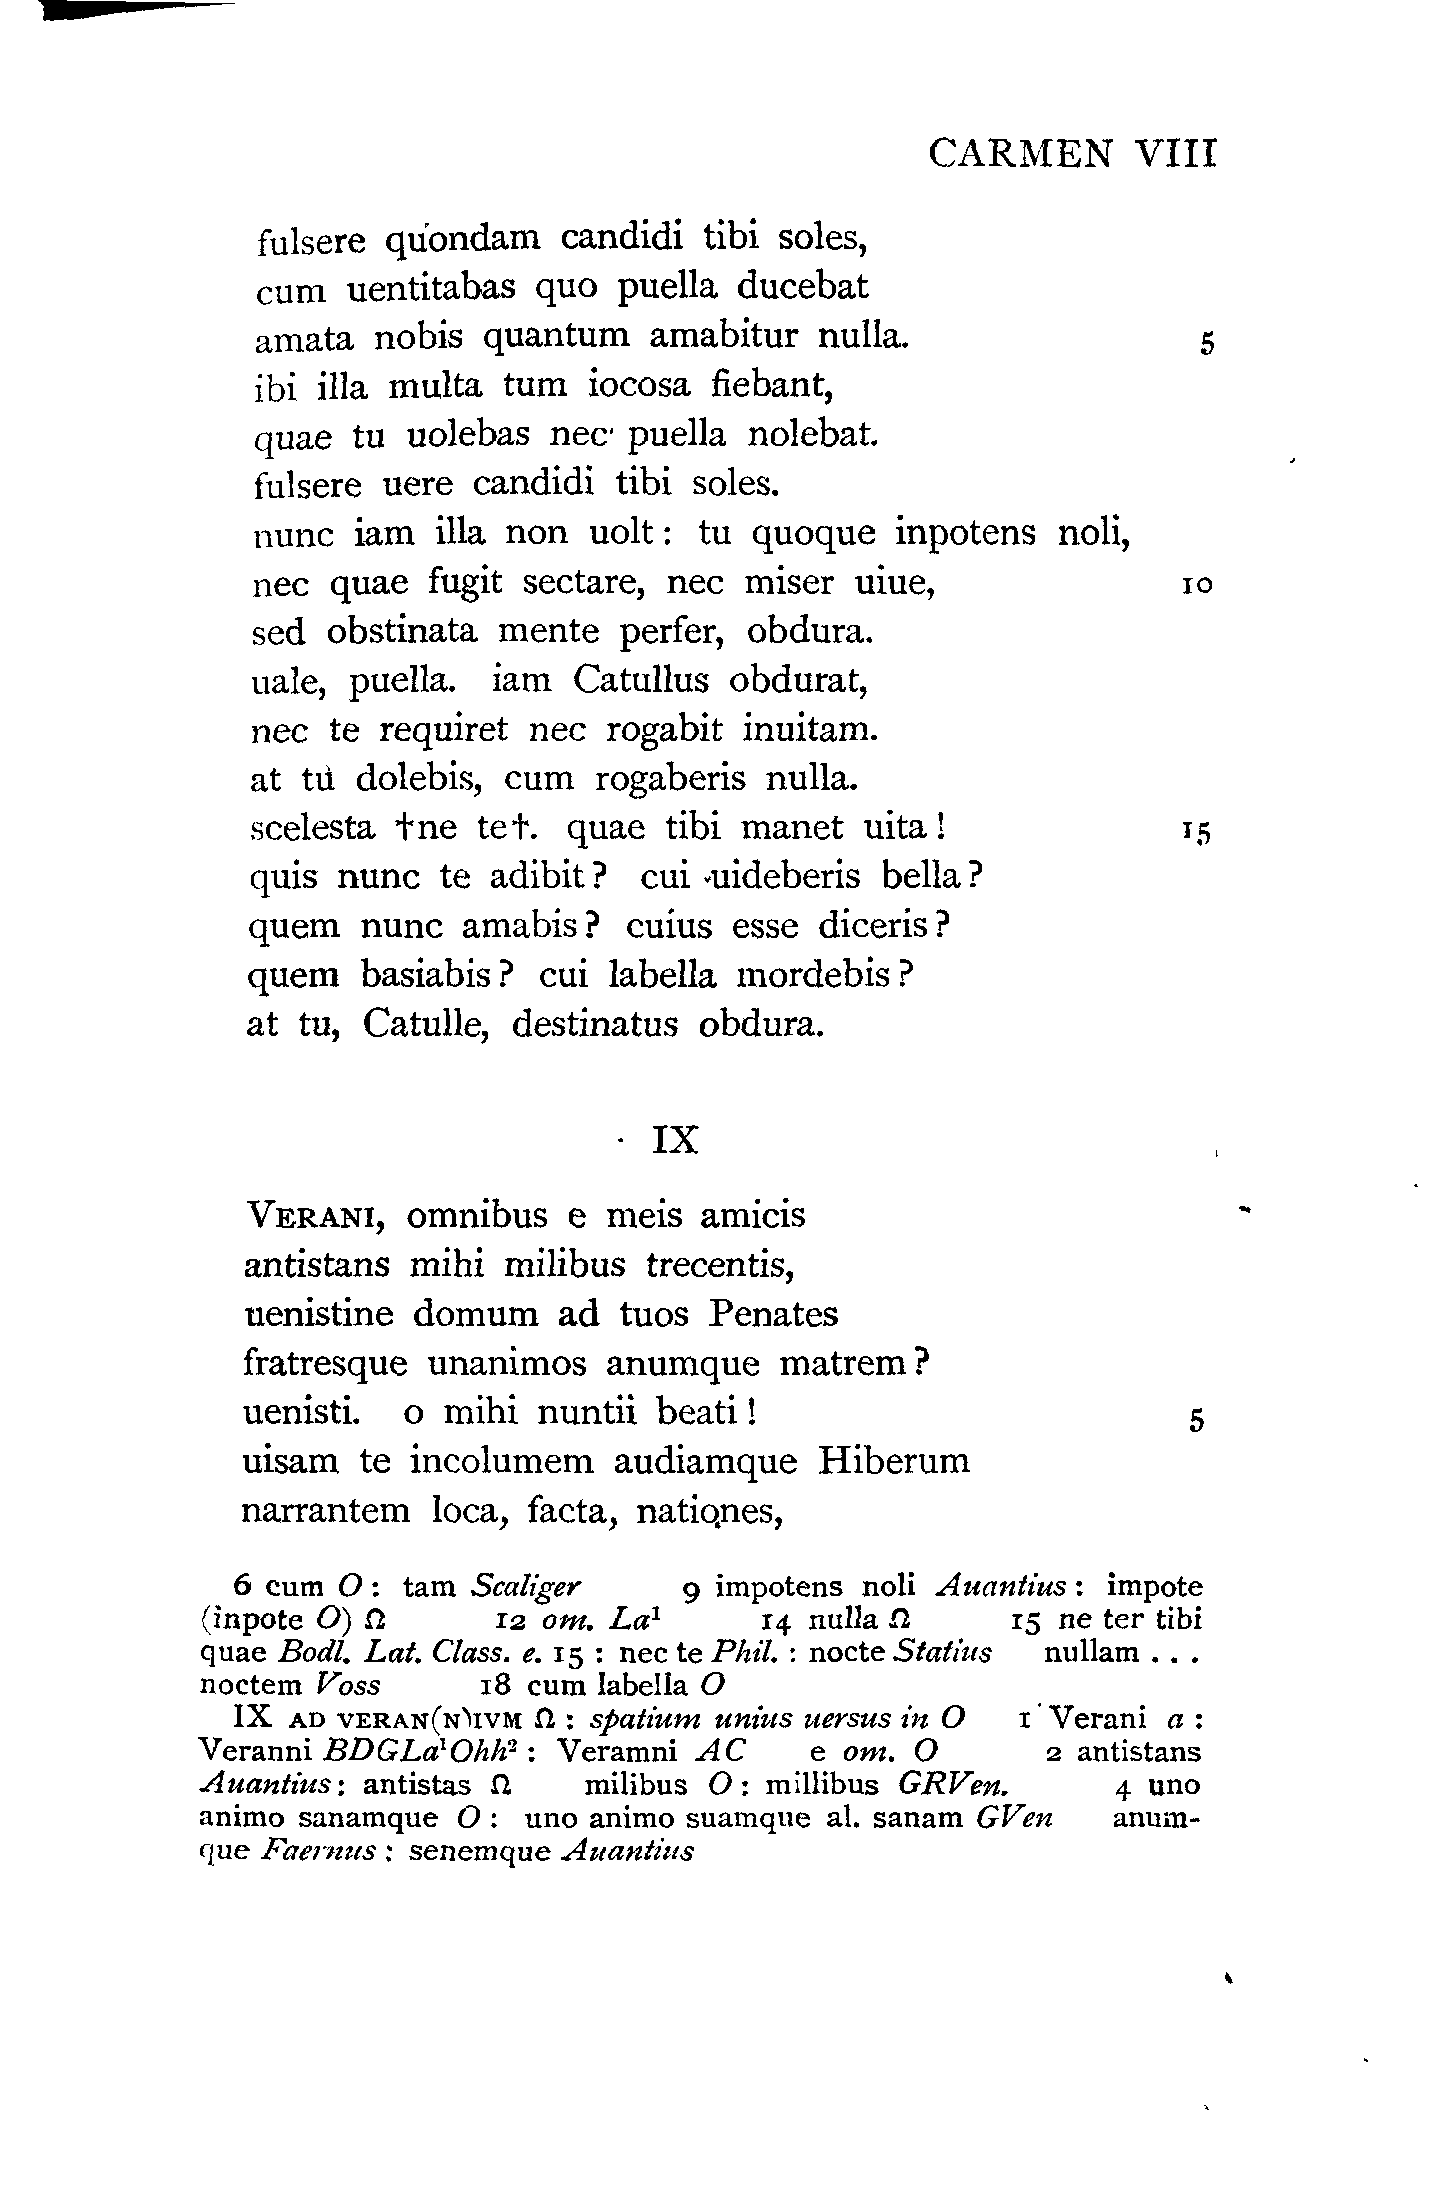 CARMEN VIII
fulsere quondam candidi tibi soles,
cum uentitabas quo puella ducebat
amata nobis quantum amabitur nulla. 5
ibi illa multa tum iocosa fiebant,
quae tu uolebas nec puella nolebat.
fulsere uere candidi tibi soles.
nunc iam illa non uolt: tu quoque inpotens noli,
nec quae fugit sectare, nec miser uiue, 10
sed obstinata mente perfer, obdura.
uale, puella. iam Catullus obdurat,
nec te requiret nec rogabit inuitam.
at tu dolebis, cum rogaberis nulla.
scelesta †ne te†. quae tibi manet uita! 15
quis nunc te adibit? cui uideberis bella?
quem nunc amabis? cuius esse diceris?
quem basiabis? cui labella mordebis?
at tu, Catulle, destinatus obdura.
IX
VERANI, omnibus e meis amicis
antistans mihi milibus trecentis,
uenistine domum ad tuos Penates
fratresque unanimos anumque matrem?
uenisti. o mihi nuntii beati! 5
uisam te incolumem audiamque Hiberum
narrantem loca, facta, nationes,
6 cum O: tam Scaliger 9 impotens noli Auantius: impote
(inpote O) Ω 12 om. La¹ 14 nulla Ω 15 ne ter tibi
quae Bodl. Lat. Class. e. 15: nec te Phil.: nocte Statius nullam...
noctem Voss 18 cum labella O
IX AD VERAN(N)IVM Ω: spatium unius uersus in O 1 Verani a:
Veranni BDGLa¹Ohh²: Veramni AC e om. O 2 antistans
Auantius: antistas Ω milibus O: millibus GRVen. 4 uno
animo sanamque O: uno animo suamque al. sanam GVen anum-
que Faernus: senemque Auantius